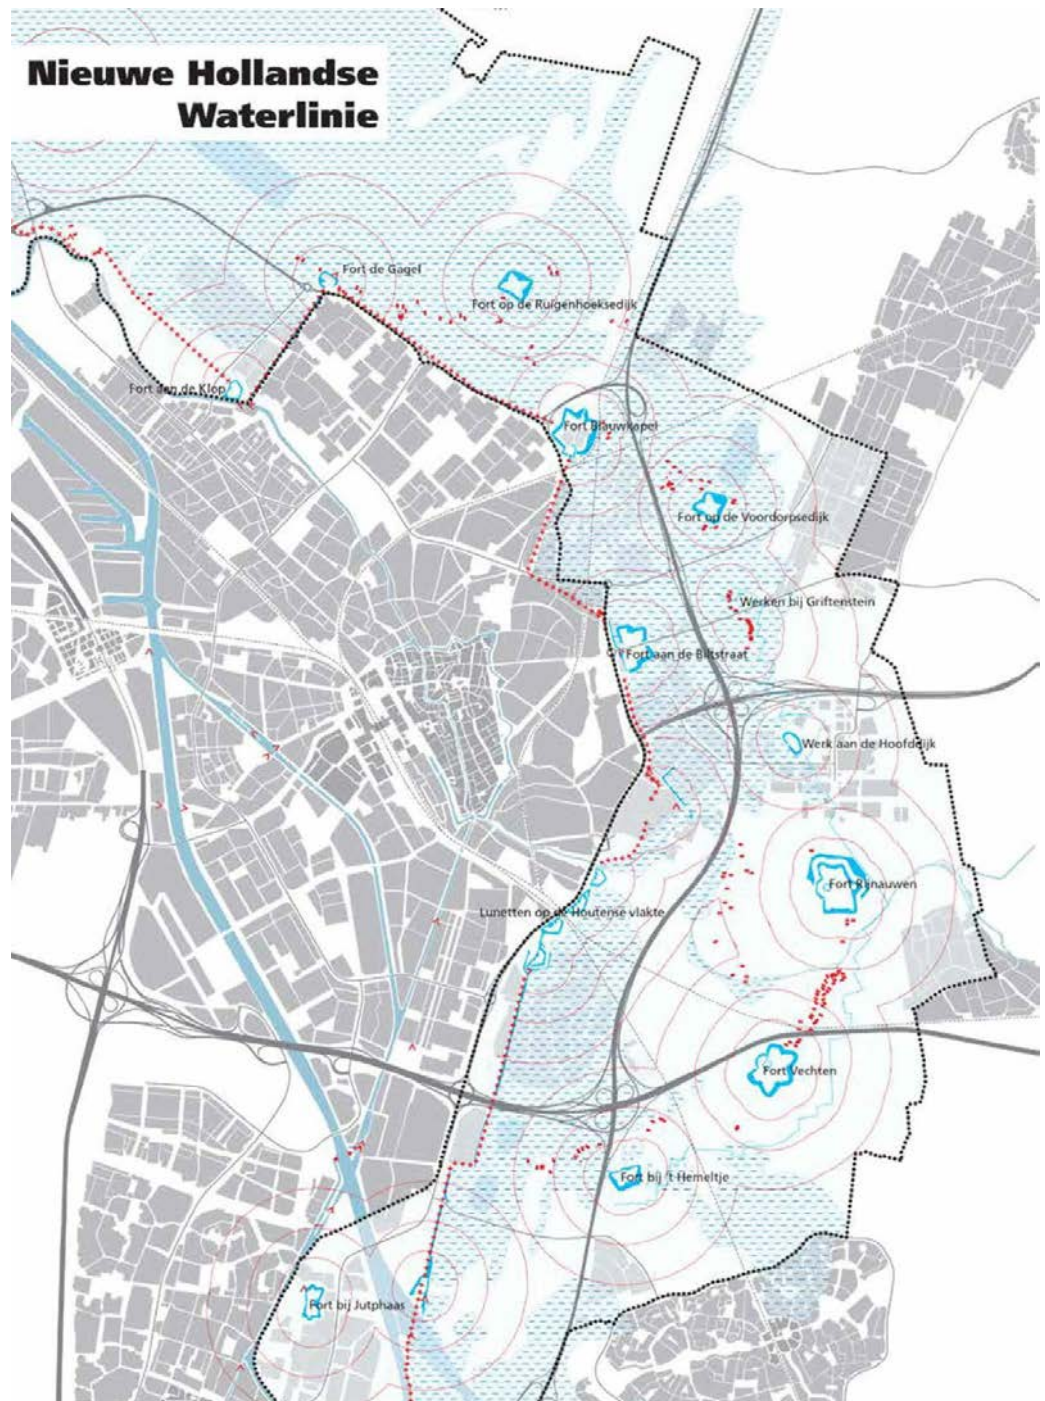 Nieuwe Hollandse
Waterlinie
Fort de Gagel
Fort op de Ruigenhoeksedijk
Fort aan de Klop
Fort Blauwkapel
Fort op de Voordorpsedijk
Werken bij Griftenstein
Fort aan de Biltstraat
Werk aan de Hoofddijk
Fort Rijnauwen
Lunetten op de Houtense vlakte
Fort Vechten
Fort bij 't Hemeltje
Fort bij Jutphaas